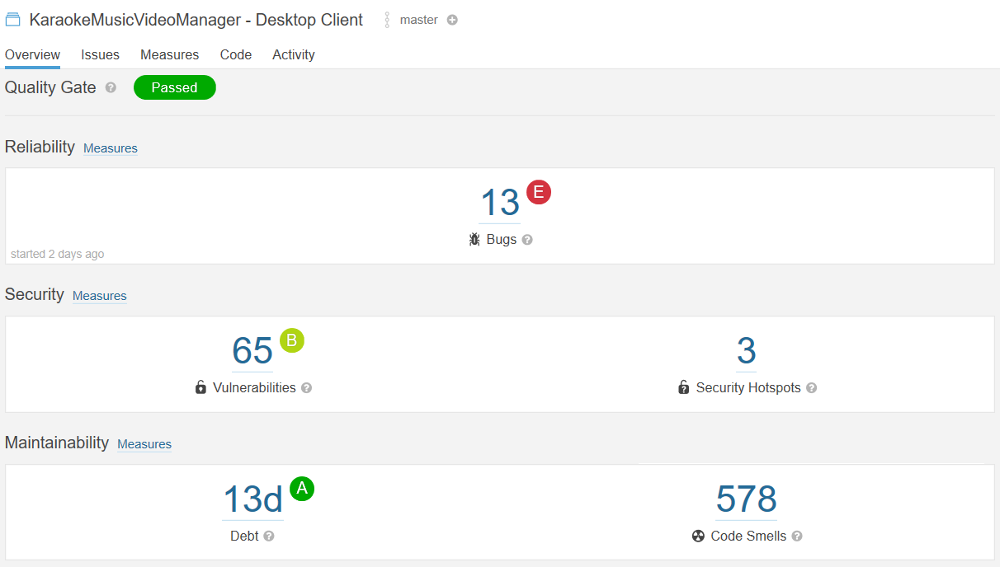 KaraokeMusicVideoManager - Desktop Client master
Overview Issues Measures Code Activity
Quality Gate ? Passed
Reliability Measures
13 E
Bugs ?
started 2 days ago
Security Measures
65 B 3
Vulnerabilities ? Security Hotspots ?
Maintainability Measures
13d A 578
Debt ? Code Smells ?